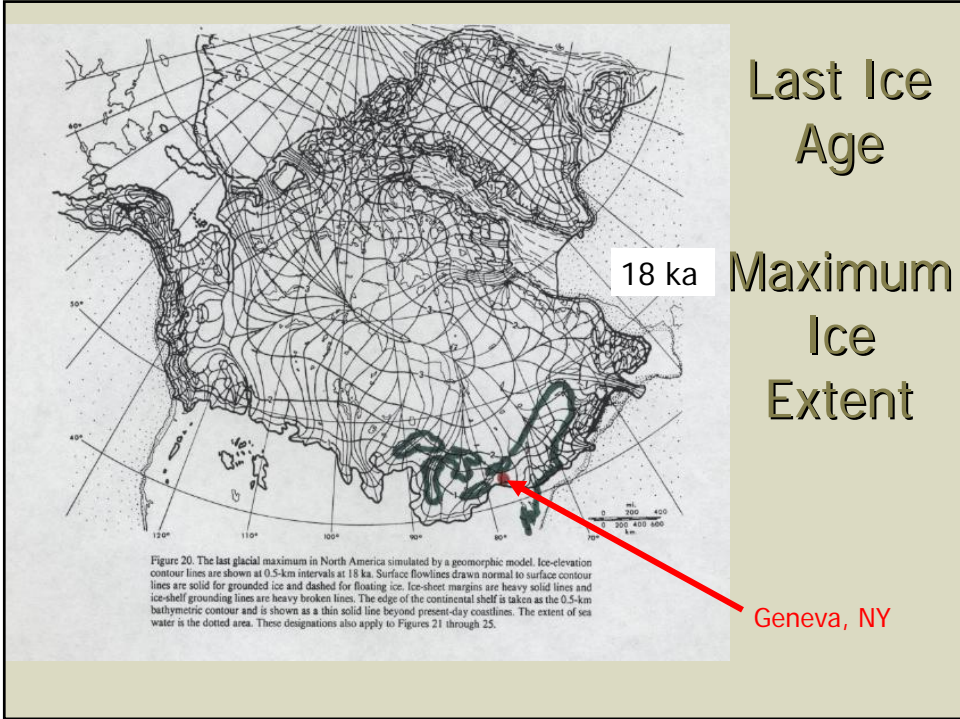 Last Ice
Age
Maximum
Ice
Extent
18 ka
60°
50°
40°
120°
110°
100°
90°
80°
70°
mi.
0 200 400
0 200 400 600
km.
Figure 20. The last glacial maximum in North America simulated by a geomorphic model. Ice-elevation
contour lines are shown at 0.5-km intervals at 18 ka. Surface flowlines drawn normal to surface contour
lines are solid for grounded ice and dashed for floating ice. Ice-sheet margins are heavy solid lines and
ice-shelf grounding lines are heavy broken lines. The edge of the continental shelf is taken as the 0.5-km
bathymetric contour and is shown as a thin solid line beyond present-day coastlines. The extent of sea
water is the dotted area. These designations also apply to Figures 21 through 25.
Geneva, NY